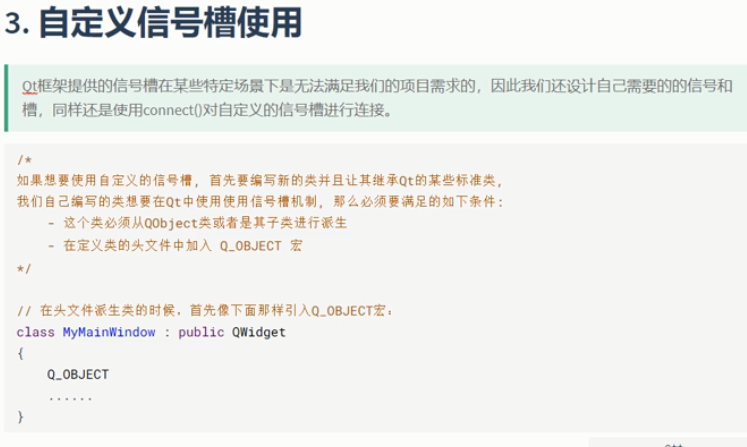 3. 自定义信号槽使用
Qt框架提供的信号槽在某些特定场景下是无法满足我们的项目需求的，因此我们还设计自己需要的的信号和
槽，同样还是使用connect()对自定义的信号槽进行连接。
/*
如果想要使用自定义的信号槽, 首先要编写新的类并且让其继承Qt的某些标准类,
我们自己编写的类想要在Qt中使用使用信号槽机制, 那么必须要满足的如下条件:
- 这个类必须从QObject类或者是其子类进行派生
- 在定义类的头文件中加入 Q_OBJECT 宏
*/
// 在头文件派生类的时候，首先像下面那样引入Q_OBJECT宏：
class MyMainWindow : public QWidget
{
Q_OBJECT
......
}